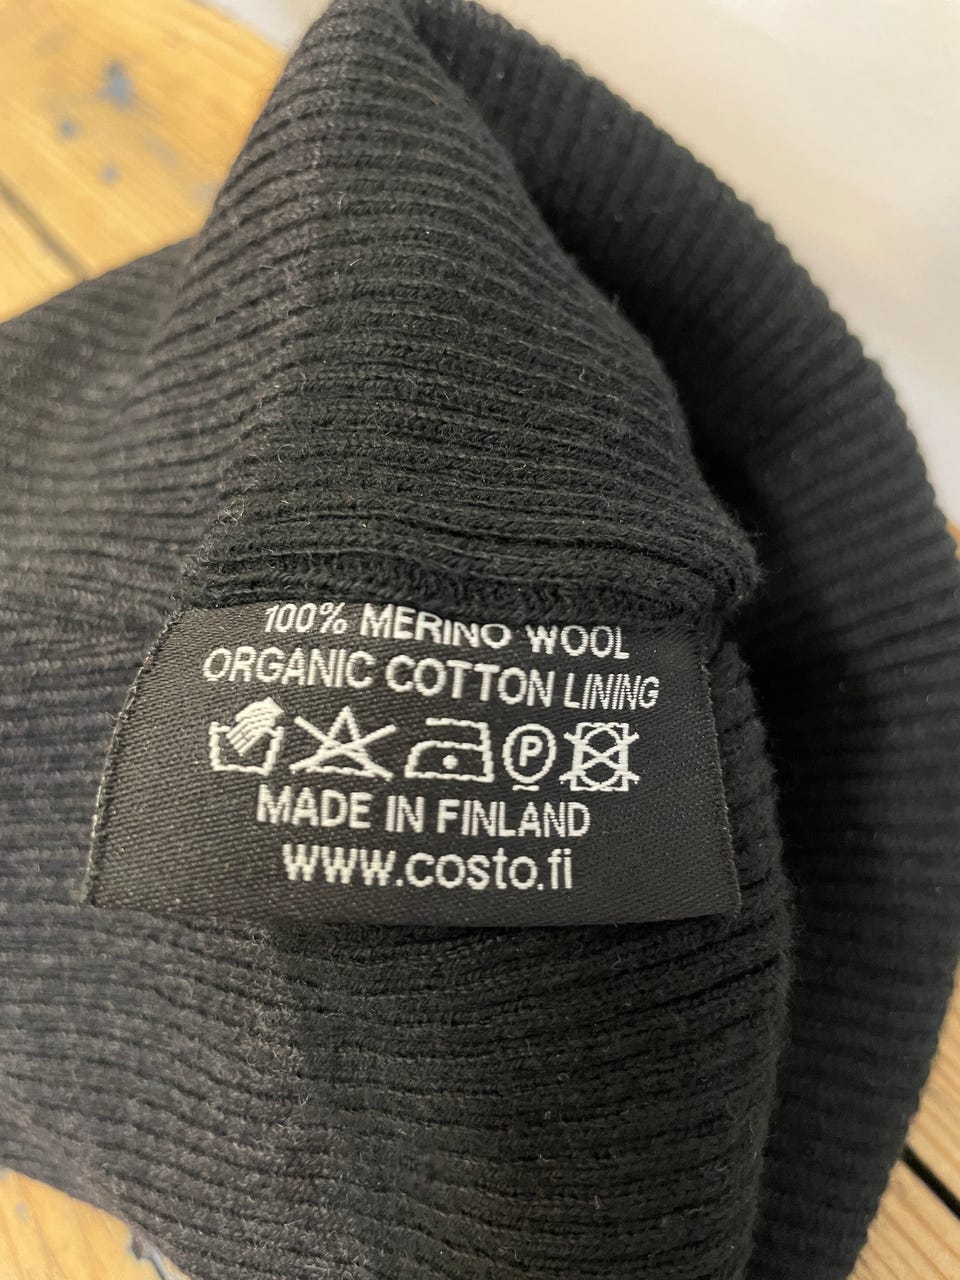 100% MERINO WOOL
ORGANIC COTTON LINING
P
MADE IN FINLAND
www.costo.fi